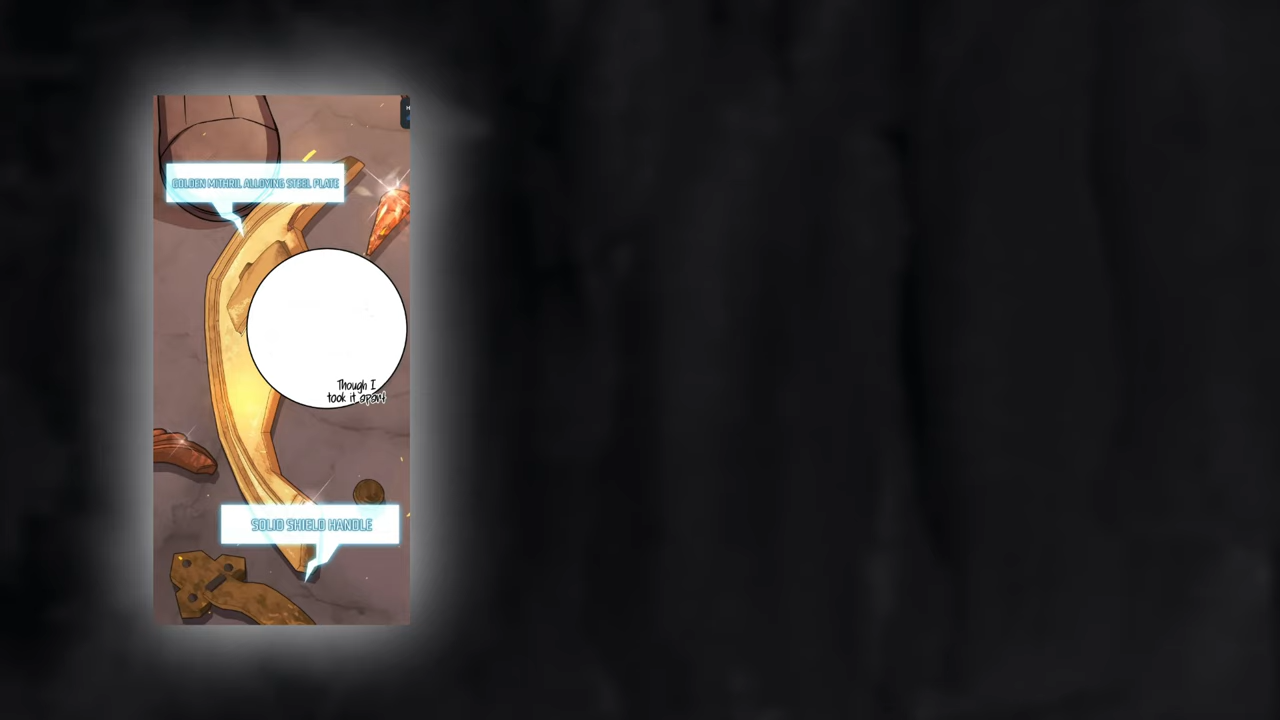 GOLDEN MITHRIL ALLOYING STEEL PLATE
Though I
took it apart
SOLID SHIELD HANDLE